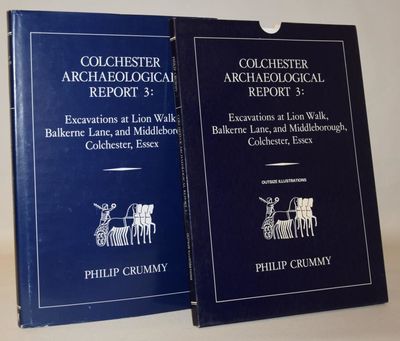 COLCHESTER
ARCHAEOLOGICAL
REPORT 3:
Excavations at Lion Walk,
Balkerne Lane, and Middleborough,
Colchester, Essex
PHILIP CRUMMY
COLCHESTER
ARCHAEOLOGICAL
REPORT 3:
Excavations at Lion Walk,
Balkerne Lane, and Middleborough,
Colchester, Essex
OUTSIZE ILLUSTRATIONS
PHILIP CRUMMY